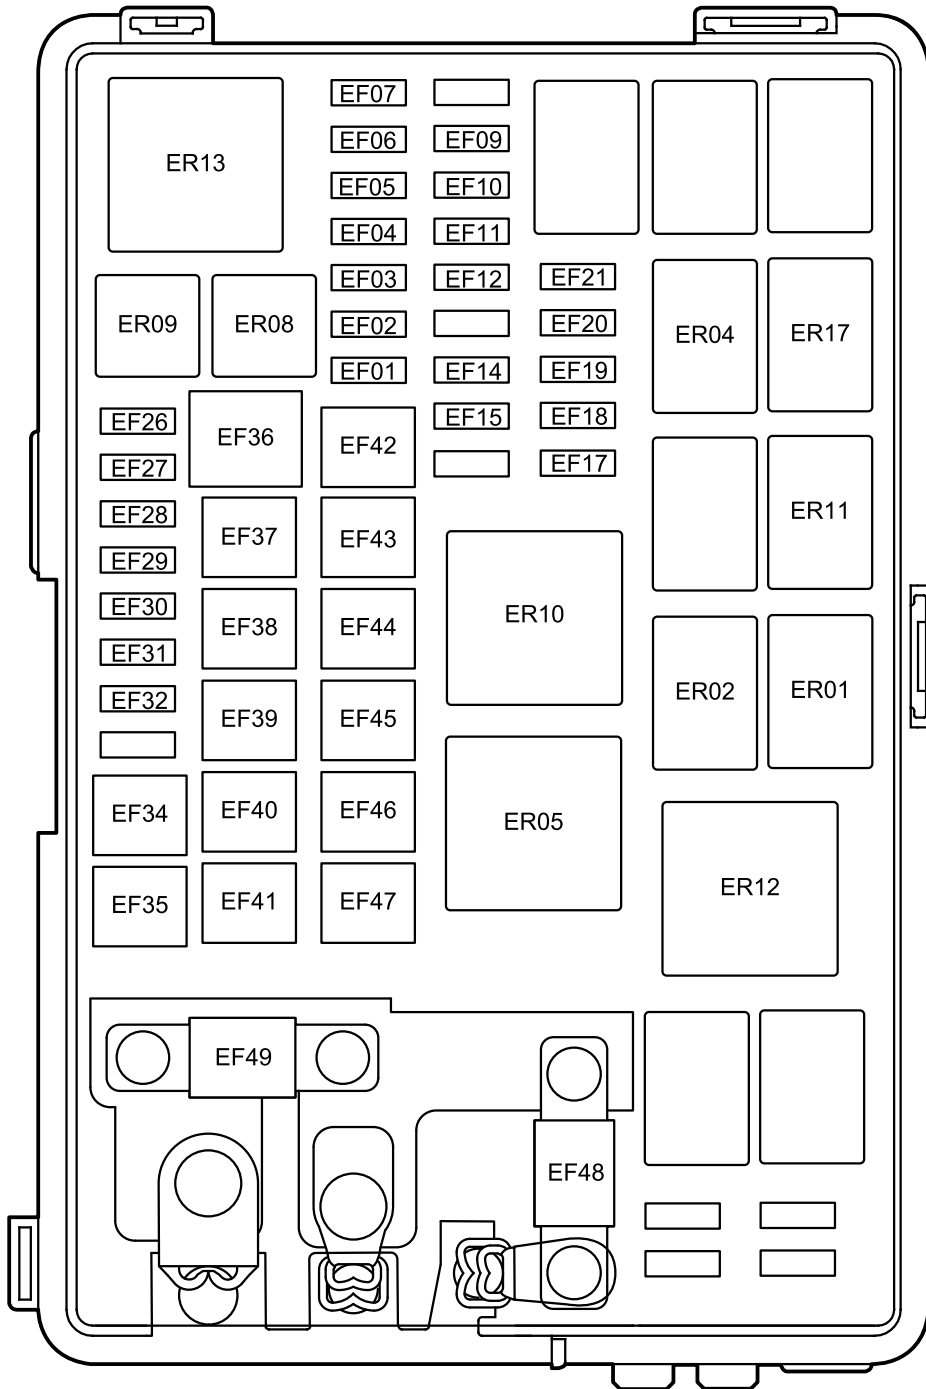 EF07
EF06 EF09
ER13
EF05 EF10
EF04 EF11
EF03 EF12 EF21
ER09 ER08 EF02 EF20 ER04 ER17
EF01 EF14 EF19
EF26 EF36 EF42 EF15 EF18
EF27 EF17
EF28 EF37 EF43 ER11
EF29
EF30 EF38 EF44 ER10
EF31
EF32 EF39 EF45 ER02 ER01
EF34 EF40 EF46 ER05
EF35 EF41 EF47 ER12
EF49
EF48